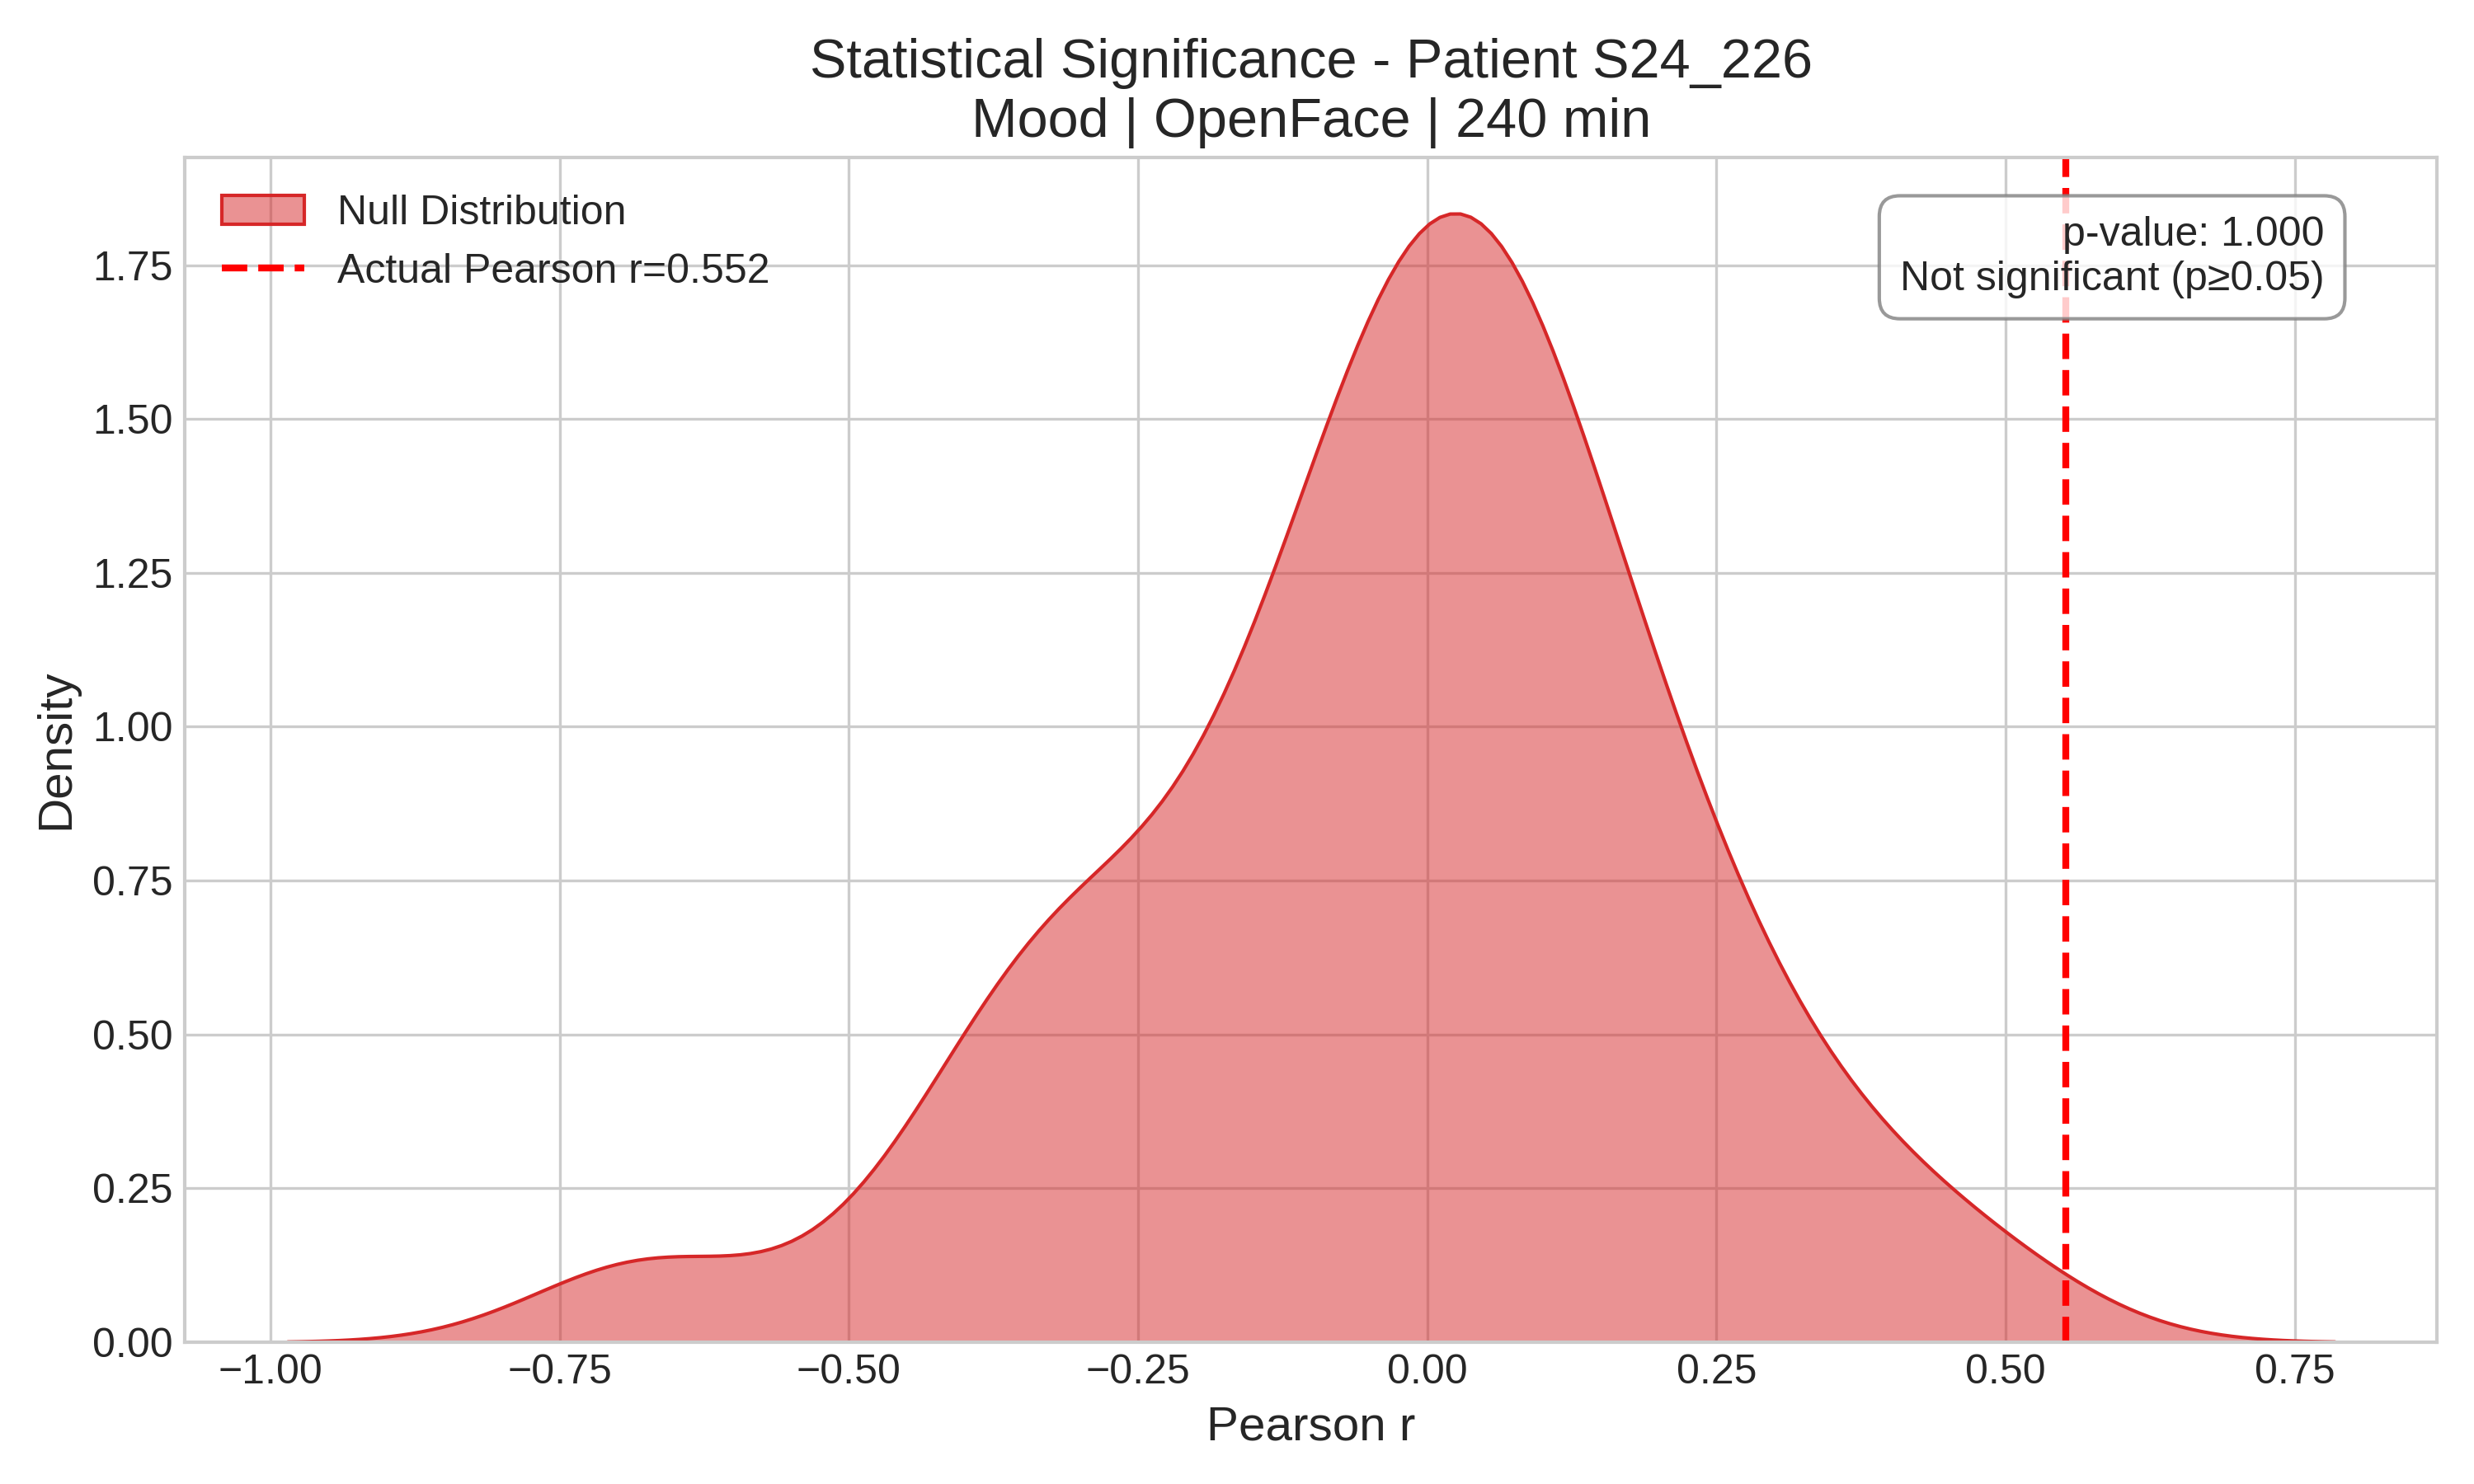 Statistical Significance - Patient S24_226
Mood | OpenFace | 240 min
Null Distribution
Actual Pearson r=0.552
p-value: 1.000
Not significant (p≥0.05)
Density
1.75
1.50
1.25
1.00
0.75
0.50
0.25
0.00
−1.00 −0.75 −0.50 −0.25 0.00 0.25 0.50 0.75
Pearson r